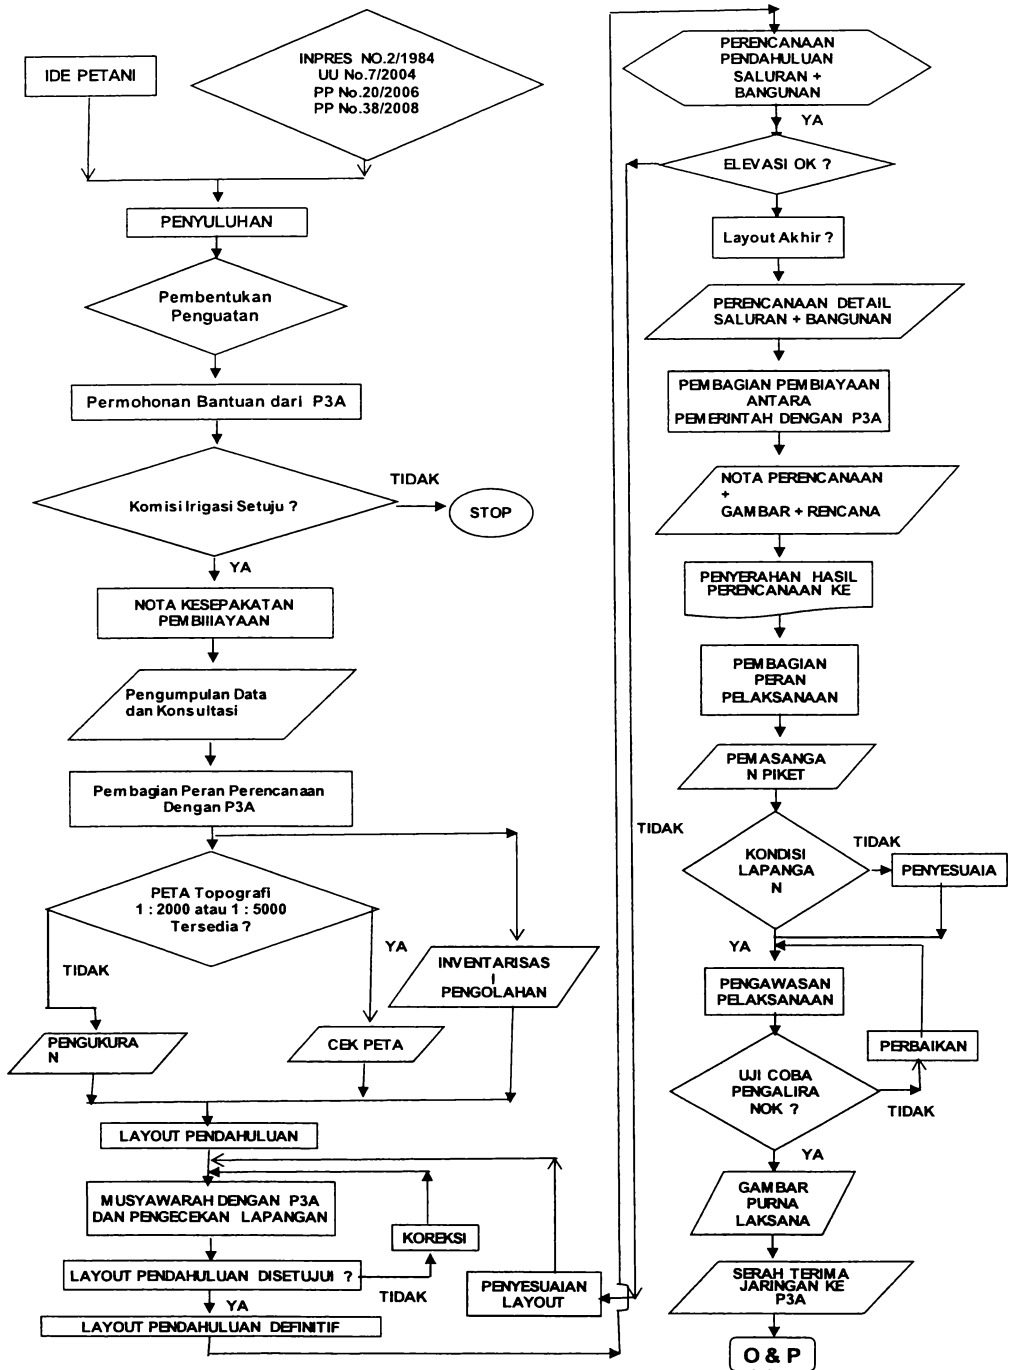 IDE PETANI
INPRES NO.2/1984
UU No.7/2004
PP No.20/2006
PP No.38/2008
PENYULUHAN
Pembentukan
Penguatan
Permohonan Bantuan dari P3A
Komisi Irigasi Setuju ?
TIDAK
STOP
YA
NOTA KESEPAKATAN
PEMBIIIAYAAN
Pengumpulan Data
dan Konsultasi
Pembagian Peran Perencanaan
Dengan P3A
PETA Topografi
1 : 2000 atau 1 : 5000
Tersedia ?
TIDAK
YA
INVENTARISAS
I
PENGOLAHAN
PENGUKURA
N
CEK PETA
LAYOUT PENDAHULUAN
MUSYAWARAH DENGAN P3A
DAN PENGECEKAN LAPANGAN
KOREKSI
LAYOUT PENDAHULUAN DISETUJUI ?
TIDAK
YA
PENYESUAIAN
LAYOUT
LAYOUT PENDAHULUAN DEFINITIF
PERENCANAAN
PENDAHULUAN
SALURAN +
BANGUNAN
YA
ELEVASI OK ?
Layout Akhir ?
PERENCANAAN DETAIL
SALURAN + BANGUNAN
PEMBAGIAN PEMBIAYAAN
ANTARA
PEMERINTAH DENGAN P3A
NOTA PERENCANAAN
+
GAMBAR + RENCANA
PENYERAHAN HASIL
PERENCANAAN KE
PEMBAGIAN
PERAN
PELAKSANAAN
PEMASANGA
N PIKET
TIDAK
KONDISI
LAPANGA
N
TIDAK
PENYESUAIA
YA
PENGAWASAN
PELAKSANAAN
PERBAIKAN
UJI COBA
PENGALIRA
NOK ?
TIDAK
YA
GAMBAR
PURNA
LAKSANA
SERAH TERIMA
JARINGAN KE
P3A
O & P